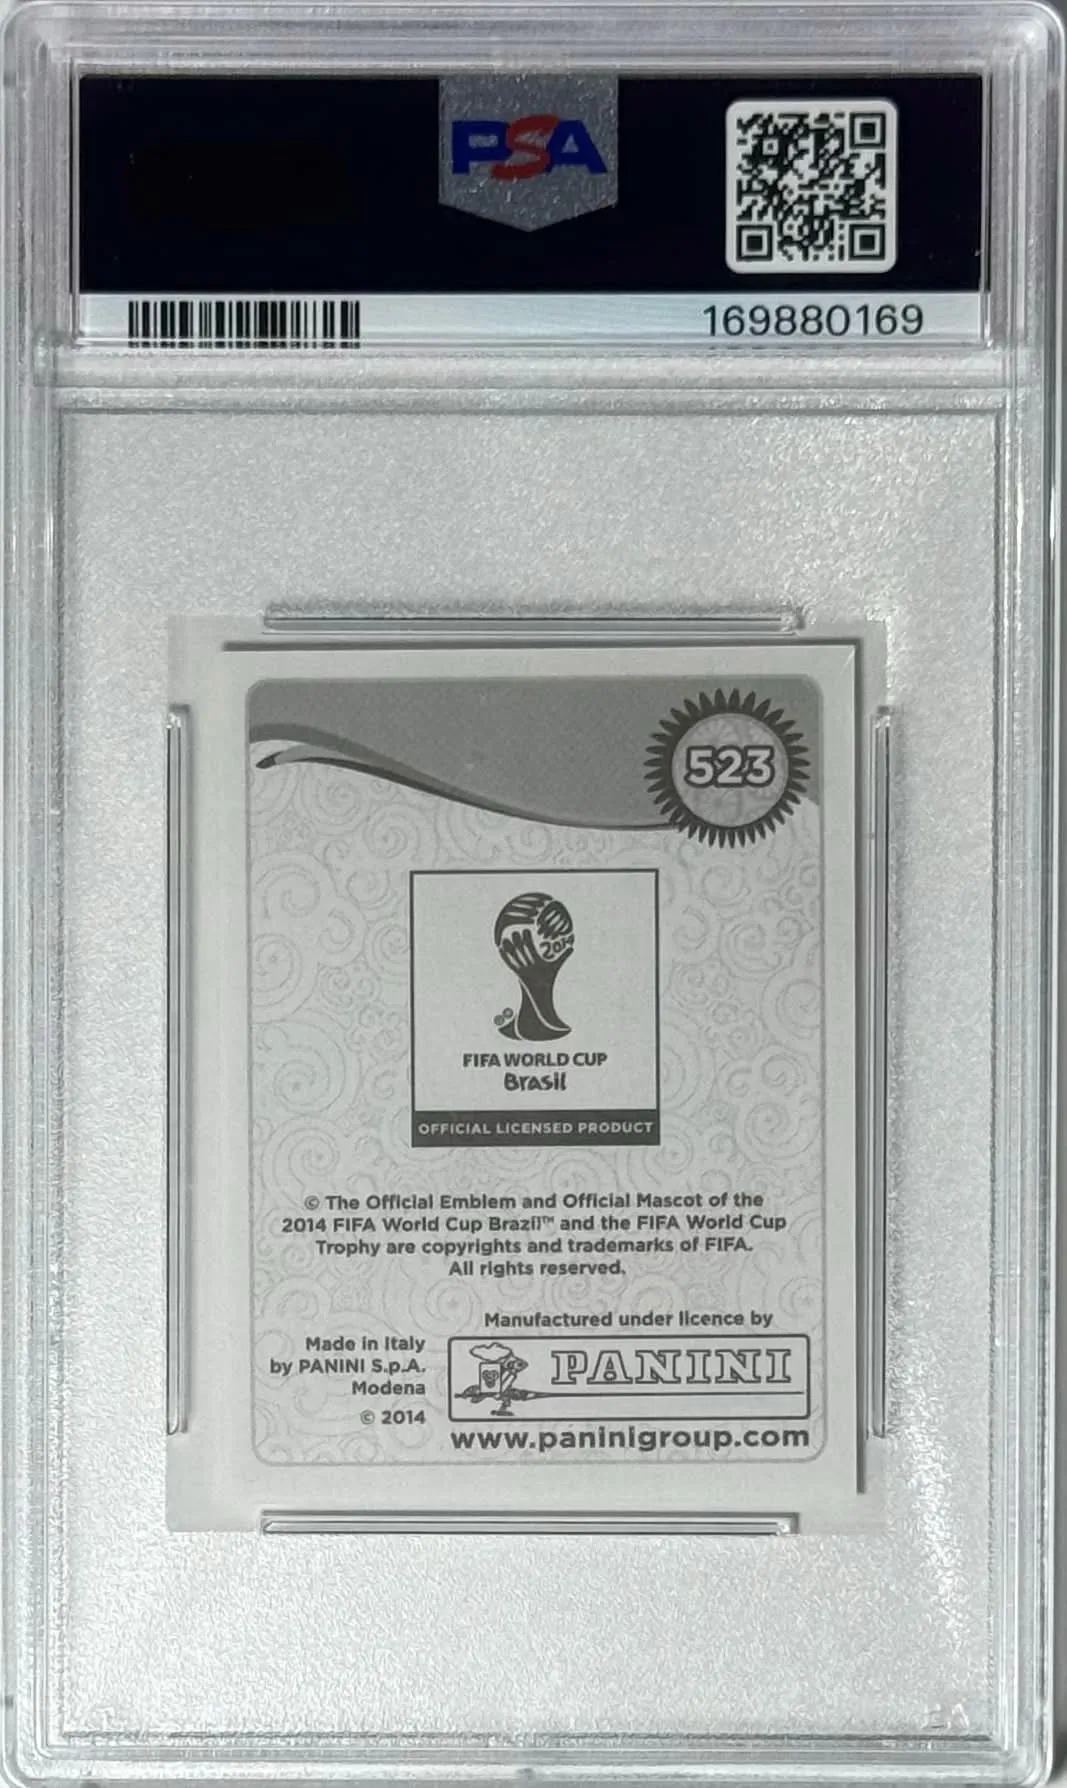 PSA
169880169
523
2014
FIFA WORLD CUP
Brasil
OFFICIAL LICENSED PRODUCT
© The Official Emblem and Official Mascot of the
2014 FIFA World Cup Brazil™ and the FIFA World Cup
Trophy are copyrights and trademarks of FIFA.
All rights reserved.
Manufactured under licence by
Made in Italy
by PANINI S.p.A.
Modena
© 2014
PANINI
www.paninigroup.com